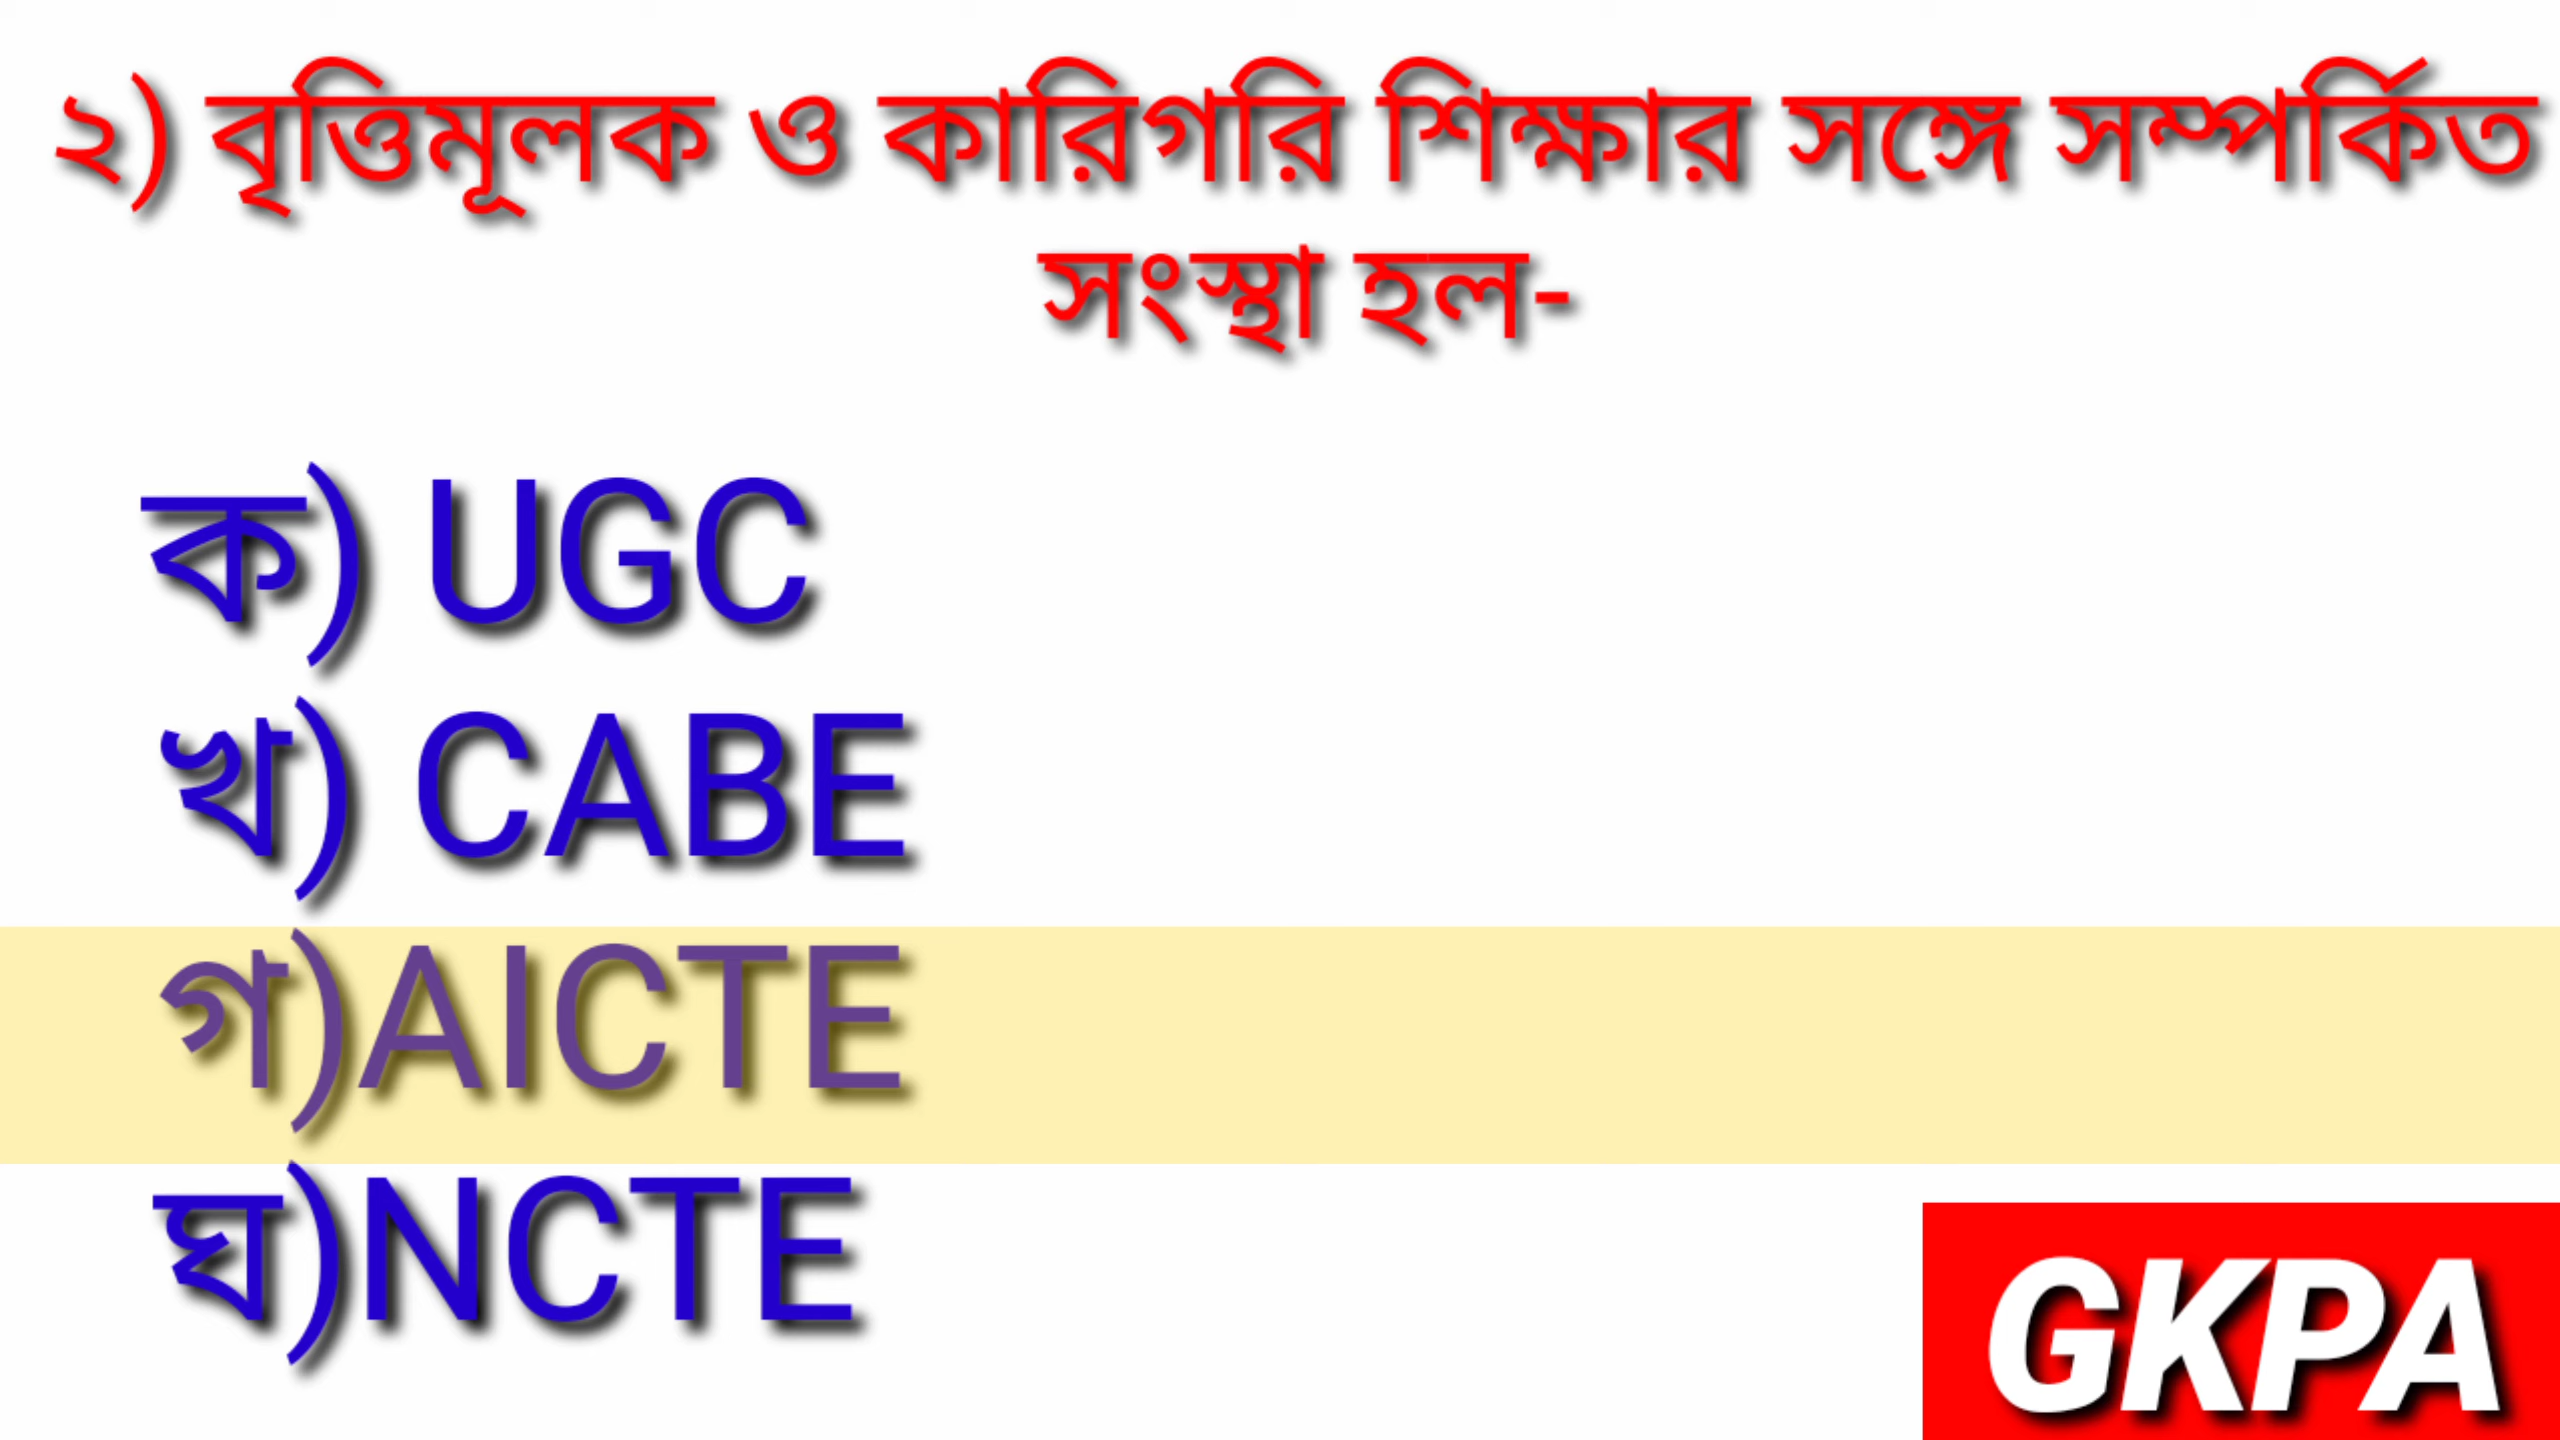 ২) বৃত্তিমূলক ও কারিগরি শিক্ষার সঙ্গে সম্পর্কিত
সংস্থা হল-
ক) UGC
খ) CABE
গ)AICTE
ঘ)NCTE
GKPA